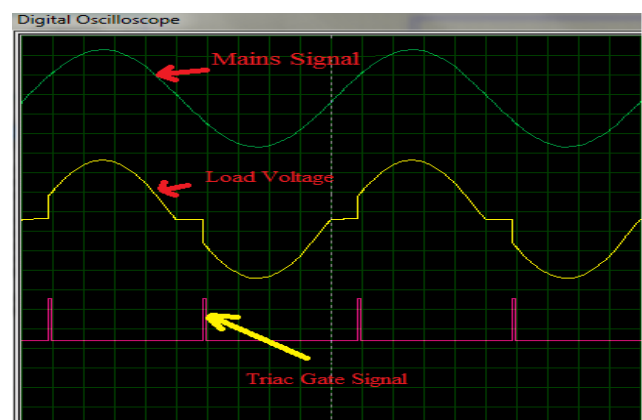 Digital Oscilloscope
Mains Signal
Load Voltage
Triac Gate Signal